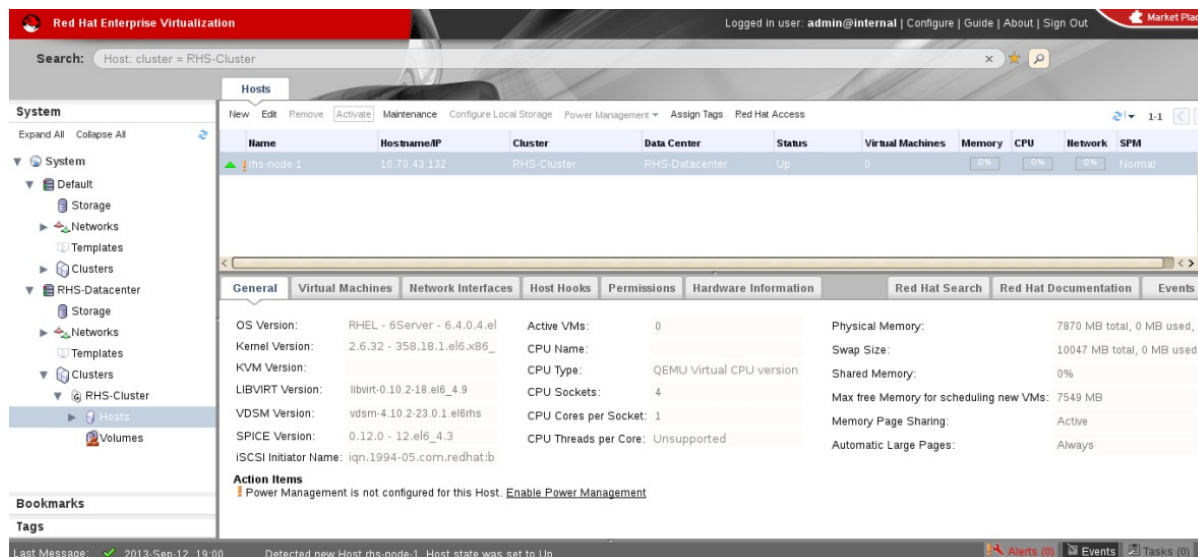 Red Hat Enterprise Virtualization
Logged in user: admin@internal | Configure | Guide | About | Sign Out
Market Plac
Search: Host: cluster = RHS-Cluster
Hosts
System
Expand All Collapse All
System
Default
Storage
Networks
Templates
Clusters
RHS-Datacenter
Storage
Networks
Templates
Clusters
RHS-Cluster
Hosts
Volumes
Bookmarks
Tags
New Edit Remove Activate Maintenance Configure Local Storage Power Management Assign Tags Red Hat Access 1-1
Name Hostname/IP Cluster Data Center Status Virtual Machines Memory CPU Network SPM
rhs-node-1 10.70.43.132 RHS-Cluster RHS-Datacenter Up 0 0% 0% 0% Normal
General Virtual Machines Network Interfaces Host Hooks Permissions Hardware Information Red Hat Search Red Hat Documentation Events
OS Version: RHEL - 6Server - 6.4.0.4.el
Kernel Version: 2.6.32 - 358.18.1.el6.x86_
KVM Version:
LIBVIRT Version: libvirt-0.10.2-18.el6_4.9
VDSM Version: vdsm-4.10.2-23.0.1.el6rhs
SPICE Version: 0.12.0 - 12.el6_4.3
iSCSI Initiator Name: iqn.1994-05.com.redhat:b
Active VMs: 0
CPU Name:
CPU Type: QEMU Virtual CPU version
CPU Sockets: 4
CPU Cores per Socket: 1
CPU Threads per Core: Unsupported
Physical Memory: 7870 MB total, 0 MB used,
Swap Size: 10047 MB total, 0 MB used
Shared Memory: 0%
Max free Memory for scheduling new VMs: 7549 MB
Memory Page Sharing: Active
Automatic Large Pages: Always
Action Items
Power Management is not configured for this Host. Enable Power Management
Last Message: 2013-Sep-12, 19:00 Detected new Host rhs-node-1. Host state was set to Up.
Alerts (0) Events Tasks (0)